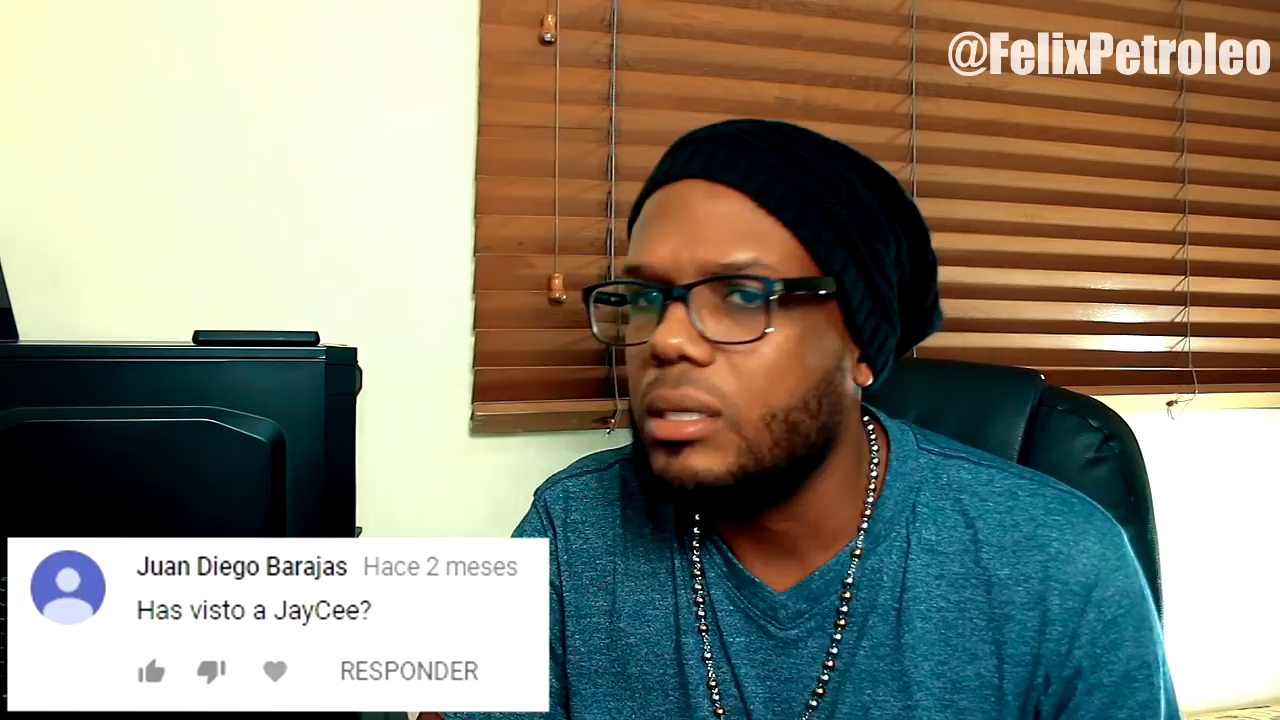 @FelixPetroleo
Juan Diego Barajas Hace 2 meses
Has visto a JayCee?
RESPONDER